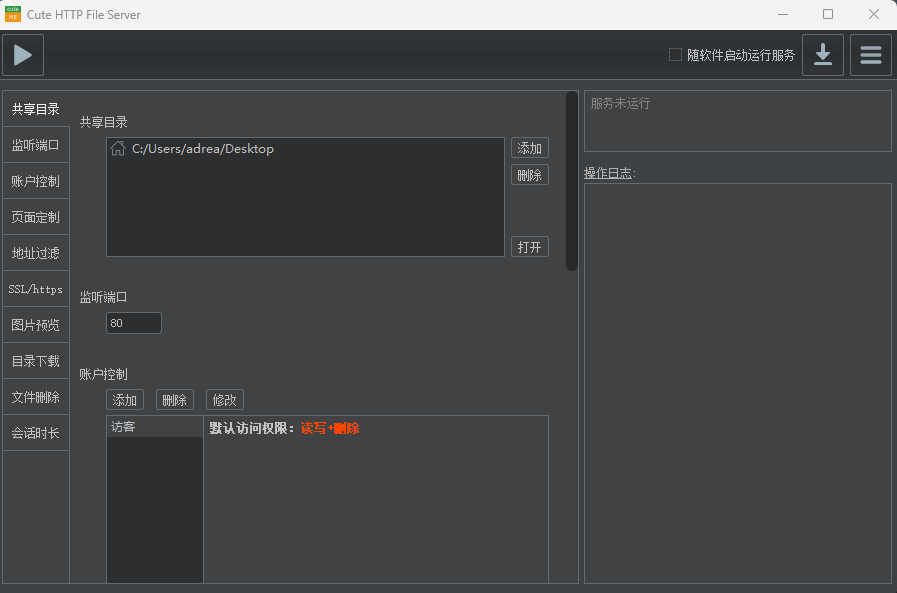 CUTE
ME
Cute HTTP File Server
随软件启动运行服务
共享目录
监听端口
账户控制
页面定制
地址过滤
SSL/https
图片预览
目录下载
文件删除
会话时长
共享目录
C:/Users/adrea/Desktop
添加
删除
打开
监听端口
80
账户控制
添加
删除
修改
访客
默认访问权限：读写+删除
服务未运行
操作日志: